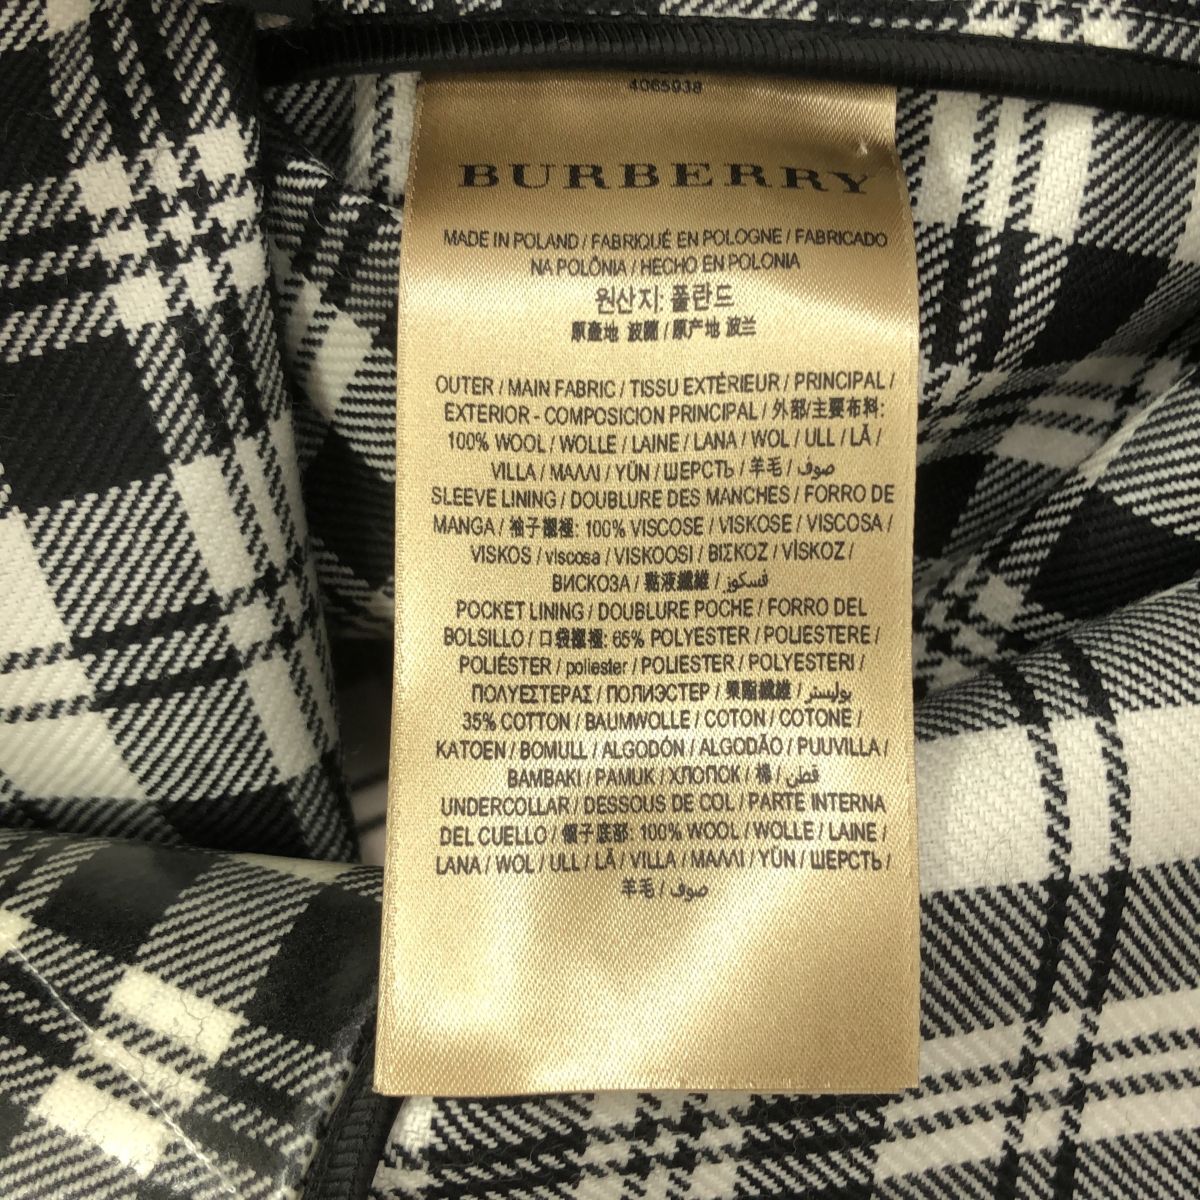 4065938
BURBERRY
MADE IN POLAND / FABRIQUÉ EN POLOGNE / FABRICADO
NA POLÔNIA / HECHO EN POLONIA
원산지: 폴란드
原產地 波蘭 / 原产地 波兰
OUTER / MAIN FABRIC / TISSU EXTÉRIEUR / PRINCIPAL /
EXTERIOR - COMPOSICION PRINCIPAL / 外部/主要布料:
100% WOOL / WOLLE / LAINE / LANA / WOL / ULL / LÃ /
VILLA / ΜΑΛΛΙ / YÜN / ШЕРСТЬ / 羊毛 / صوف
SLEEVE LINING / DOUBLURE DES MANCHES / FORRO DE
MANGA / 袖子襯裡: 100% VISCOSE / VISKOSE / VISCOSA /
VISKOS / viscosa / VISKOOSI / ΒΙΣΚΟΖ / VİSKOZ /
ВИСКОЗА / 黏液纖維 / فسكوز
POCKET LINING / DOUBLURE POCHE / FORRO DEL
BOLSILLO / 口袋襯裡: 65% POLYESTER / POLIESTERE /
POLIÉSTER / poliester / POLIESTER / POLYESTERI /
ΠΟΛΥΕΣΤΕΡΑΣ / ПОЛИЭСТЕР / 聚酯纖維 / بوليستر
35% COTTON / BAUMWOLLE / COTON / COTONE /
KATOEN / BOMULL / ALGODÓN / ALGODÃO / PUUVILLA /
ΒΑΜΒΑΚΙ / PAMUK / ХЛОПОК / 棉 / قطن
UNDERCOLLAR / DESSOUS DE COL / PARTE INTERNA
DEL CUELLO / 領子底部: 100% WOOL / WOLLE / LAINE /
LANA / WOL / ULL / LÃ / VILLA / ΜΑΛΛΙ / YÜN / ШЕРСТЬ /
羊毛 / صوف